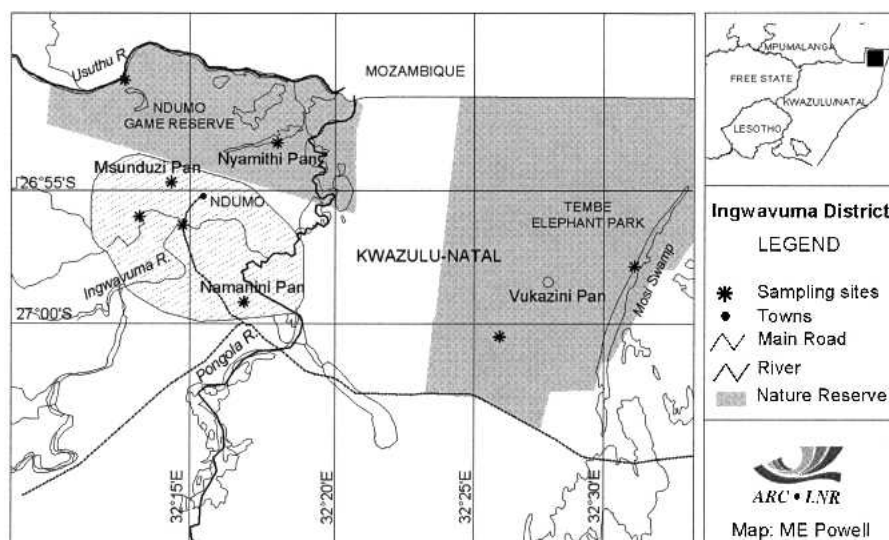 Usuthu R.
MOZAMBIQUE
NDUMO
GAME RESERVE
Nyamithi Pan
Msunduzi Pan
26°55'S
NDUMO
TEMBE
ELEPHANT PARK
KWAZULU-NATAL
Ingwavuma R.
Namanini Pan
Vukazini Pan
Mosi Swamp
27°00'S
Pongola R.
32°15'E
32°20'E
32°25'E
32°30'E
MPUMALANGA
FREE STATE
KWAZULU/NATAL
LESOTHO
Ingwavuma District
LEGEND
Sampling sites
Towns
Main Road
River
Nature Reserve
ARC • LNR
Map: ME Powell